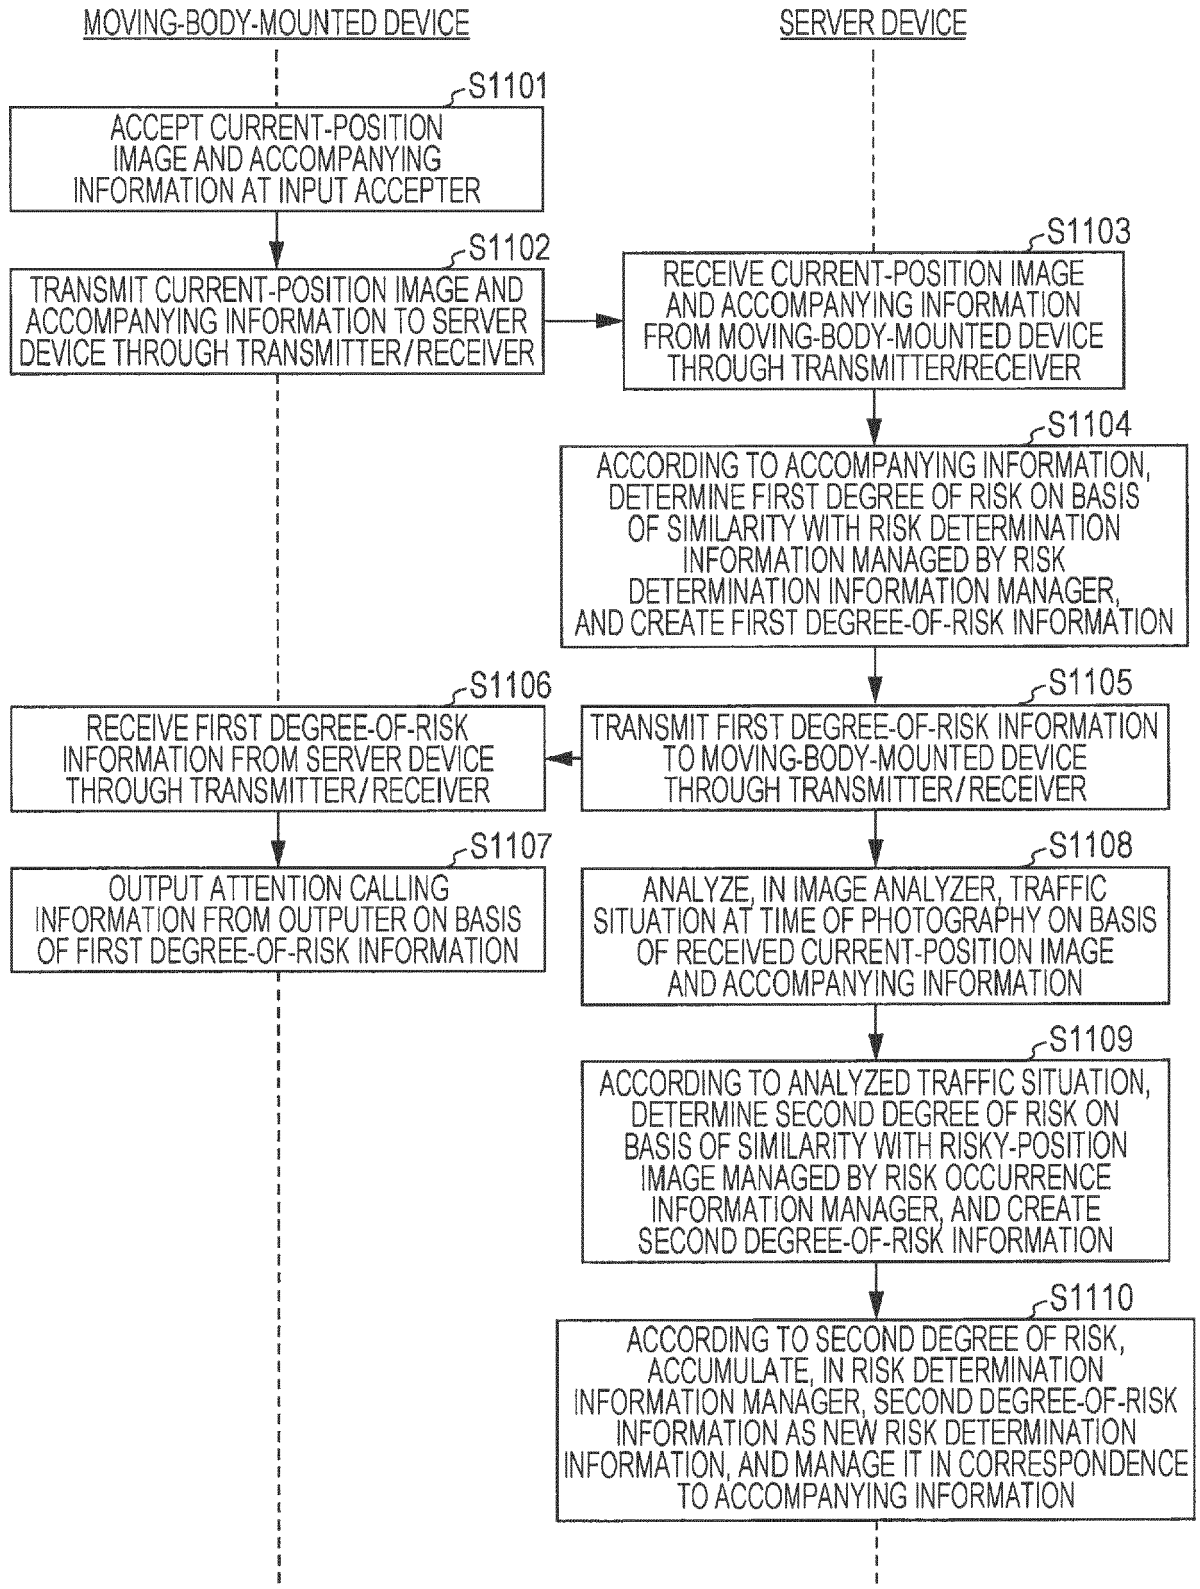 MOVING-BODY-MOUNTED DEVICE
SERVER DEVICE
S1101
ACCEPT CURRENT-POSITION
IMAGE AND ACCOMPANYING
INFORMATION AT INPUT ACCEPTER
S1102
TRANSMIT CURRENT-POSITION IMAGE AND
ACCOMPANYING INFORMATION TO SERVER
DEVICE THROUGH TRANSMITTER/RECEIVER
S1103
RECEIVE CURRENT-POSITION IMAGE
AND ACCOMPANYING INFORMATION
FROM MOVING-BODY-MOUNTED DEVICE
THROUGH TRANSMITTER/RECEIVER
S1104
ACCORDING TO ACCOMPANYING INFORMATION,
DETERMINE FIRST DEGREE OF RISK ON BASIS
OF SIMILARITY WITH RISK DETERMINATION
INFORMATION MANAGED BY RISK
DETERMINATION INFORMATION MANAGER,
AND CREATE FIRST DEGREE-OF-RISK INFORMATION
S1105
TRANSMIT FIRST DEGREE-OF-RISK INFORMATION
TO MOVING-BODY-MOUNTED DEVICE
THROUGH TRANSMITTER/RECEIVER
S1106
RECEIVE FIRST DEGREE-OF-RISK
INFORMATION FROM SERVER DEVICE
THROUGH TRANSMITTER/RECEIVER
S1107
OUTPUT ATTENTION CALLING
INFORMATION FROM OUTPUTER ON BASIS
OF FIRST DEGREE-OF-RISK INFORMATION
S1108
ANALYZE, IN IMAGE ANALYZER, TRAFFIC
SITUATION AT TIME OF PHOTOGRAPHY ON BASIS
OF RECEIVED CURRENT-POSITION IMAGE
AND ACCOMPANYING INFORMATION
S1109
ACCORDING TO ANALYZED TRAFFIC SITUATION,
DETERMINE SECOND DEGREE OF RISK ON
BASIS OF SIMILARITY WITH RISKY-POSITION
IMAGE MANAGED BY RISK OCCURRENCE
INFORMATION MANAGER, AND CREATE
SECOND DEGREE-OF-RISK INFORMATION
S1110
ACCORDING TO SECOND DEGREE OF RISK,
ACCUMULATE, IN RISK DETERMINATION
INFORMATION MANAGER, SECOND DEGREE-OF-RISK
INFORMATION AS NEW RISK DETERMINATION
INFORMATION, AND MANAGE IT IN CORRESPONDENCE
TO ACCOMPANYING INFORMATION